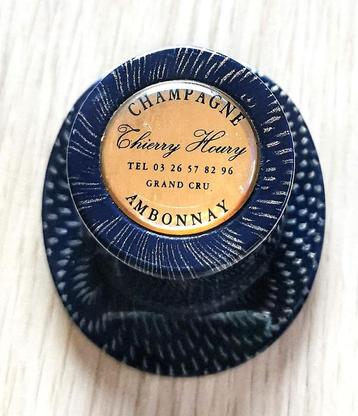 CHAMPAGNE
Thierry Houry
TEL 03 26 57 82 96
GRAND CRU.
AMBONNAY